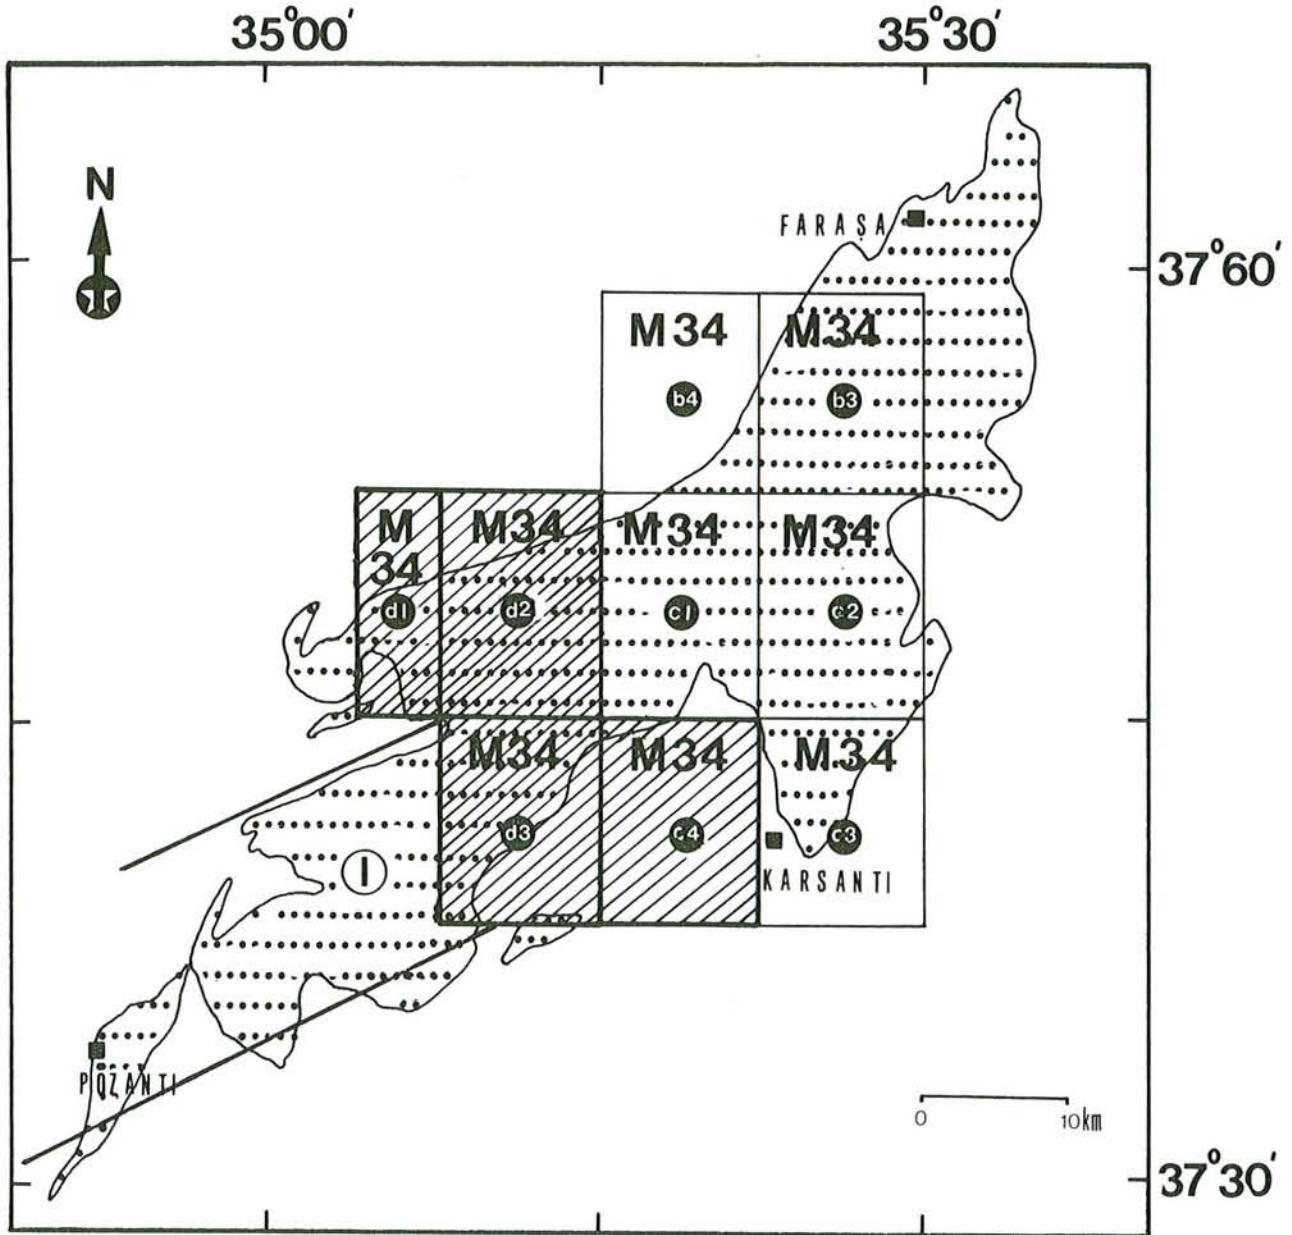 35°00'
35°30'
N
FARAŞA
37°60'
M34
M34
b4
b3
M
34
M34
M34
M34
d1
d2
c1
c2
M34
M34
M34
d3
c4
c3
I
KARSANTI
POZANTI
0
10km
37°30'